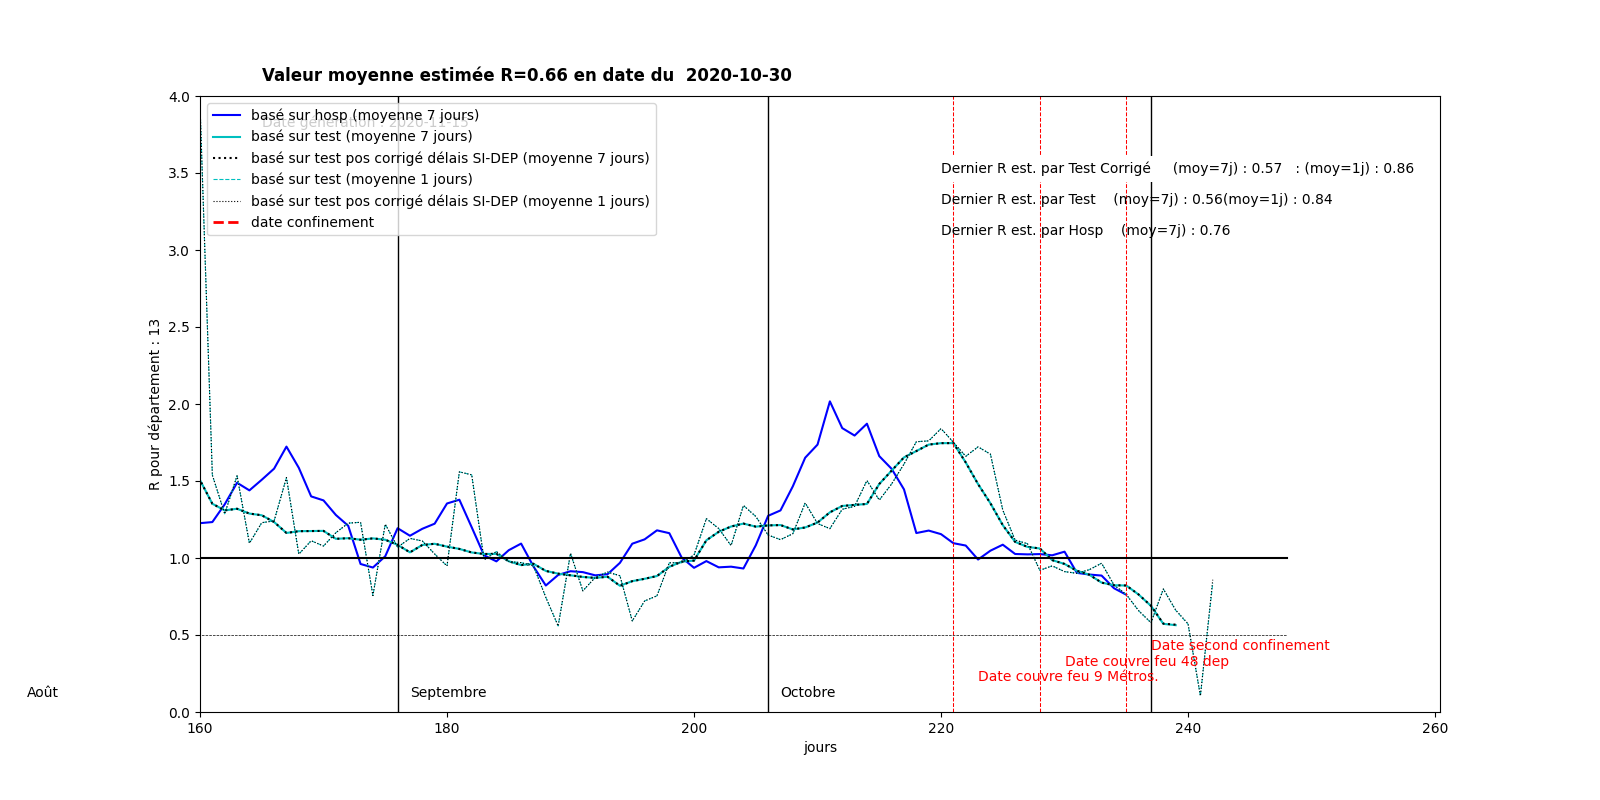 Valeur moyenne estimée R=0.66 en date du  2020-10-30
Date génération : 2020-11-15
basé sur hosp (moyenne 7 jours)
basé sur test (moyenne 7 jours)
basé sur test pos corrigé délais SI-DEP (moyenne 7 jours)
basé sur test (moyenne 1 jours)
basé sur test pos corrigé délais SI-DEP (moyenne 1 jours)
date confinement
Dernier R est. par Test Corrigé     (moy=7j) : 0.57   : (moy=1j) : 0.86
Dernier R est. par Test    (moy=7j) : 0.56(moy=1j) : 0.84
Dernier R est. par Hosp    (moy=7j) : 0.76
4.0
3.5
3.0
2.5
2.0
1.5
1.0
0.5
0.0
R pour département : 13
Date second confinement
Date couvre feu 48 dep
Date couvre feu 9 Métros.
Août
Septembre
Octobre
160
180
200
220
240
260
jours